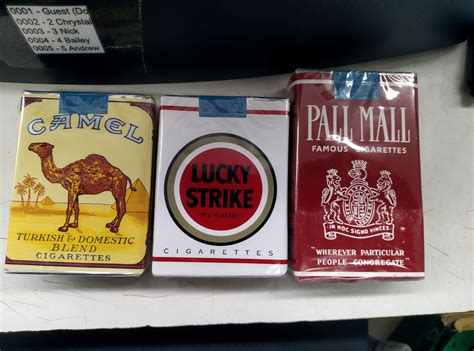 0001 - Guest (Do
0002 - 2 Chrystal
0003 - 3 Nick
0004 - 4 Bailey
0005 - 5 Andrew
CAMEL
TURKISH & DOMESTIC
BLEND
CIGARETTES
LUCKY
STRIKE
"IT'S TOASTED"
CIGARETTES
PALL MALL
FAMOUS CIGARETTES
IN HOC SIGNO VINCES
"WHEREVER PARTICULAR
PEOPLE CONGREGATE"